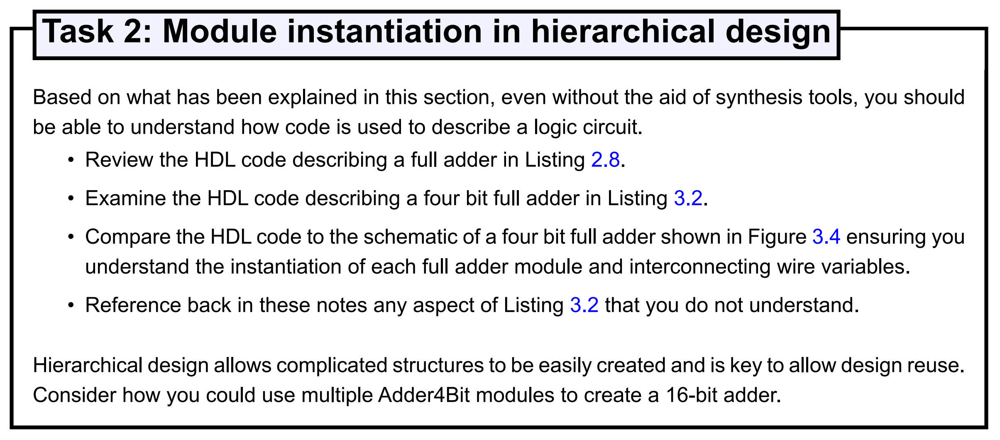 Task 2: Module instantiation in hierarchical design
Based on what has been explained in this section, even without the aid of synthesis tools, you should
be able to understand how code is used to describe a logic circuit.
• Review the HDL code describing a full adder in Listing 2.8.
• Examine the HDL code describing a four bit full adder in Listing 3.2.
• Compare the HDL code to the schematic of a four bit full adder shown in Figure 3.4 ensuring you
understand the instantiation of each full adder module and interconnecting wire variables.
• Reference back in these notes any aspect of Listing 3.2 that you do not understand.
Hierarchical design allows complicated structures to be easily created and is key to allow design reuse.
Consider how you could use multiple Adder4Bit modules to create a 16-bit adder.